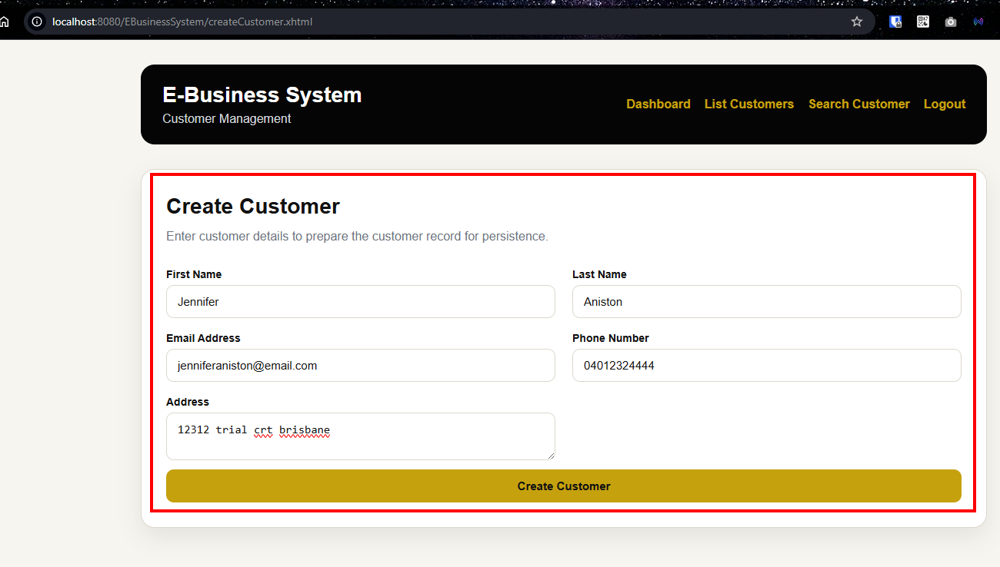 localhost:8080/EBusinessSystem/createCustomer.xhtml
E-Business System
Customer Management
Dashboard List Customers Search Customer Logout
Create Customer
Enter customer details to prepare the customer record for persistence.
First Name Last Name
Jennifer Aniston
Email Address Phone Number
jenniferaniston@email.com 04012324444
Address
12312 trial crt brisbane
Create Customer